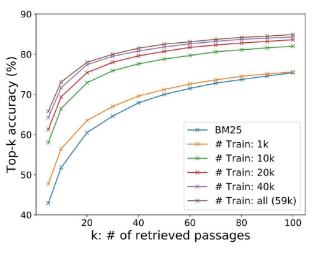 90
80
70
60
50
40
Top-k accuracy (%)
BM25
# Train: 1k
# Train: 10k
# Train: 20k
# Train: 40k
# Train: all (59k)
20 40 60 80 100
k: # of retrieved passages